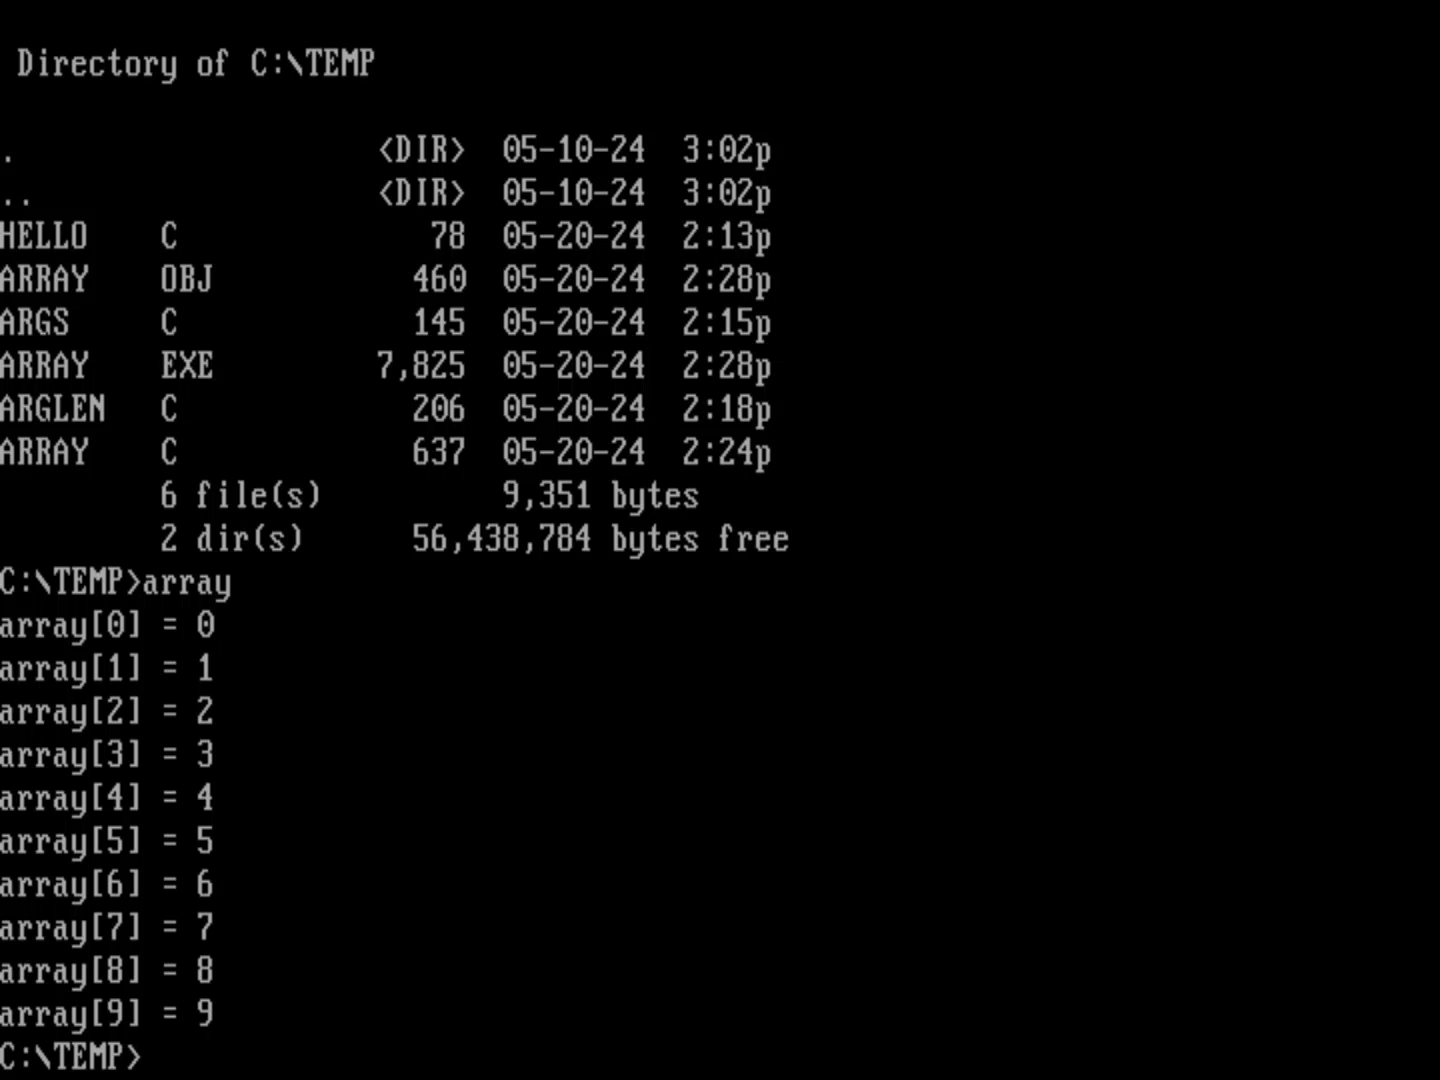 Directory of C:\TEMP
. <DIR> 05-10-24 3:02p
.. <DIR> 05-10-24 3:02p
HELLO C 78 05-20-24 2:13p
ARRAY OBJ 460 05-20-24 2:28p
ARGS C 145 05-20-24 2:15p
ARRAY EXE 7,825 05-20-24 2:28p
ARGLEN C 206 05-20-24 2:18p
ARRAY C 637 05-20-24 2:24p
6 file(s) 9,351 bytes
2 dir(s) 56,438,784 bytes free
C:\TEMP>array
array[0] = 0
array[1] = 1
array[2] = 2
array[3] = 3
array[4] = 4
array[5] = 5
array[6] = 6
array[7] = 7
array[8] = 8
array[9] = 9
C:\TEMP>